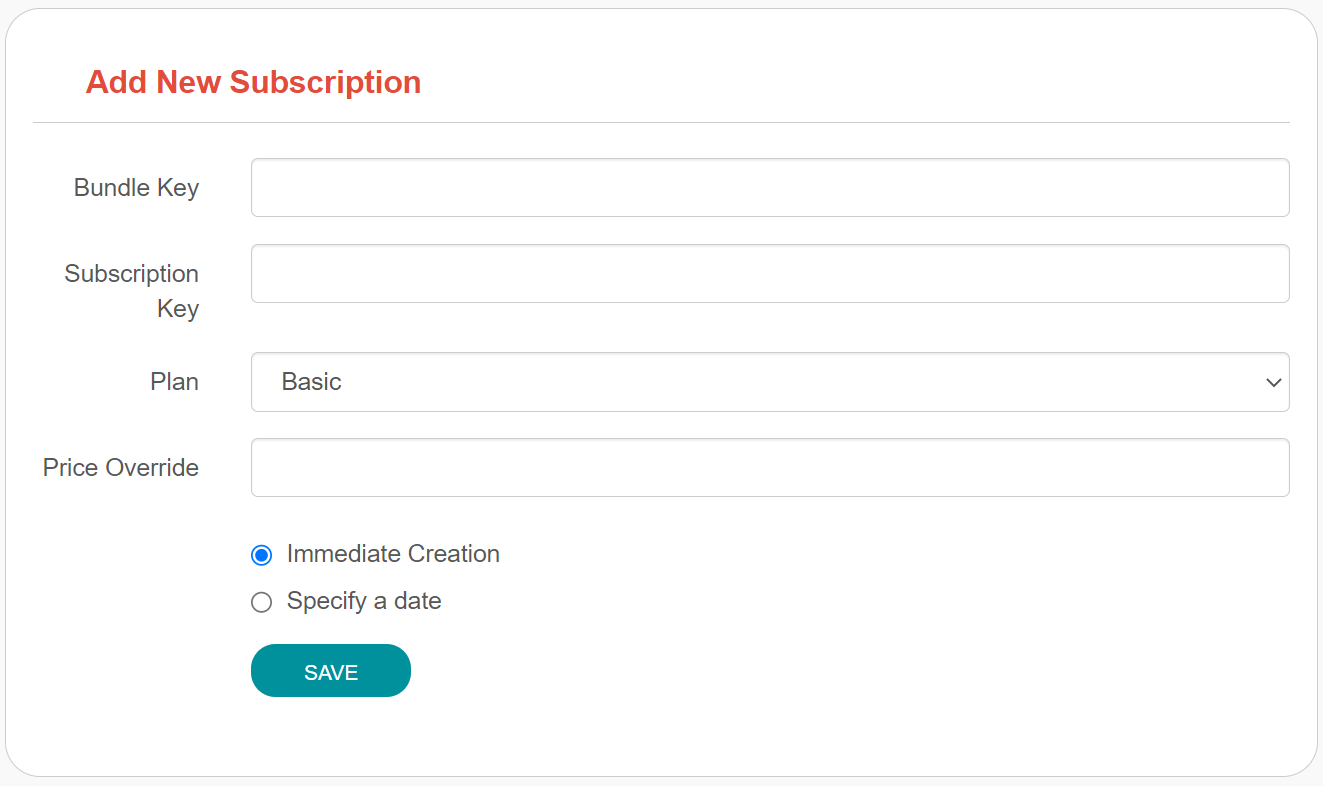 Add New Subscription
Bundle Key
Subscription
Key
Plan
Basic
Price Override
Immediate Creation
Specify a date
SAVE